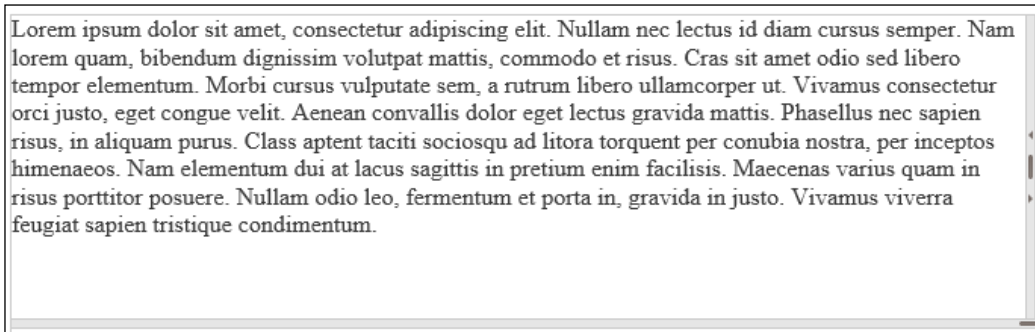 Lorem ipsum dolor sit amet, consectetur adipiscing elit. Nullam nec lectus id diam cursus semper. Nam
lorem quam, bibendum dignissim volutpat mattis, commodo et risus. Cras sit amet odio sed libero
tempor elementum. Morbi cursus vulputate sem, a rutrum libero ullamcorper ut. Vivamus consectetur
orci justo, eget congue velit. Aenean convallis dolor eget lectus gravida mattis. Phasellus nec sapien
risus, in aliquam purus. Class aptent taciti sociosqu ad litora torquent per conubia nostra, per inceptos
himenaeos. Nam elementum dui at lacus sagittis in pretium enim facilisis. Maecenas varius quam in
risus porttitor posuere. Nullam odio leo, fermentum et porta in, gravida in justo. Vivamus viverra
feugiat sapien tristique condimentum.